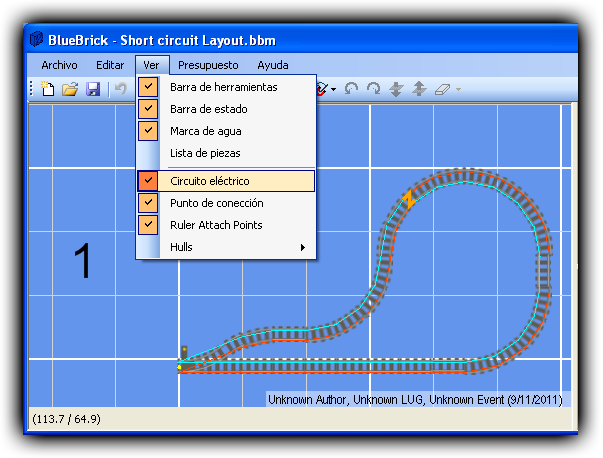 BlueBrick - Short circuit Layout.bbm
Archivo Editar Ver Presupuesto Ayuda
Barra de herramientas
Barra de estado
Marca de agua
Lista de piezas
Circuito eléctrico
Punto de conección
Ruler Attach Points
Hulls
1
Unknown Author, Unknown LUG, Unknown Event (9/11/2011)
(113.7 / 64.9)